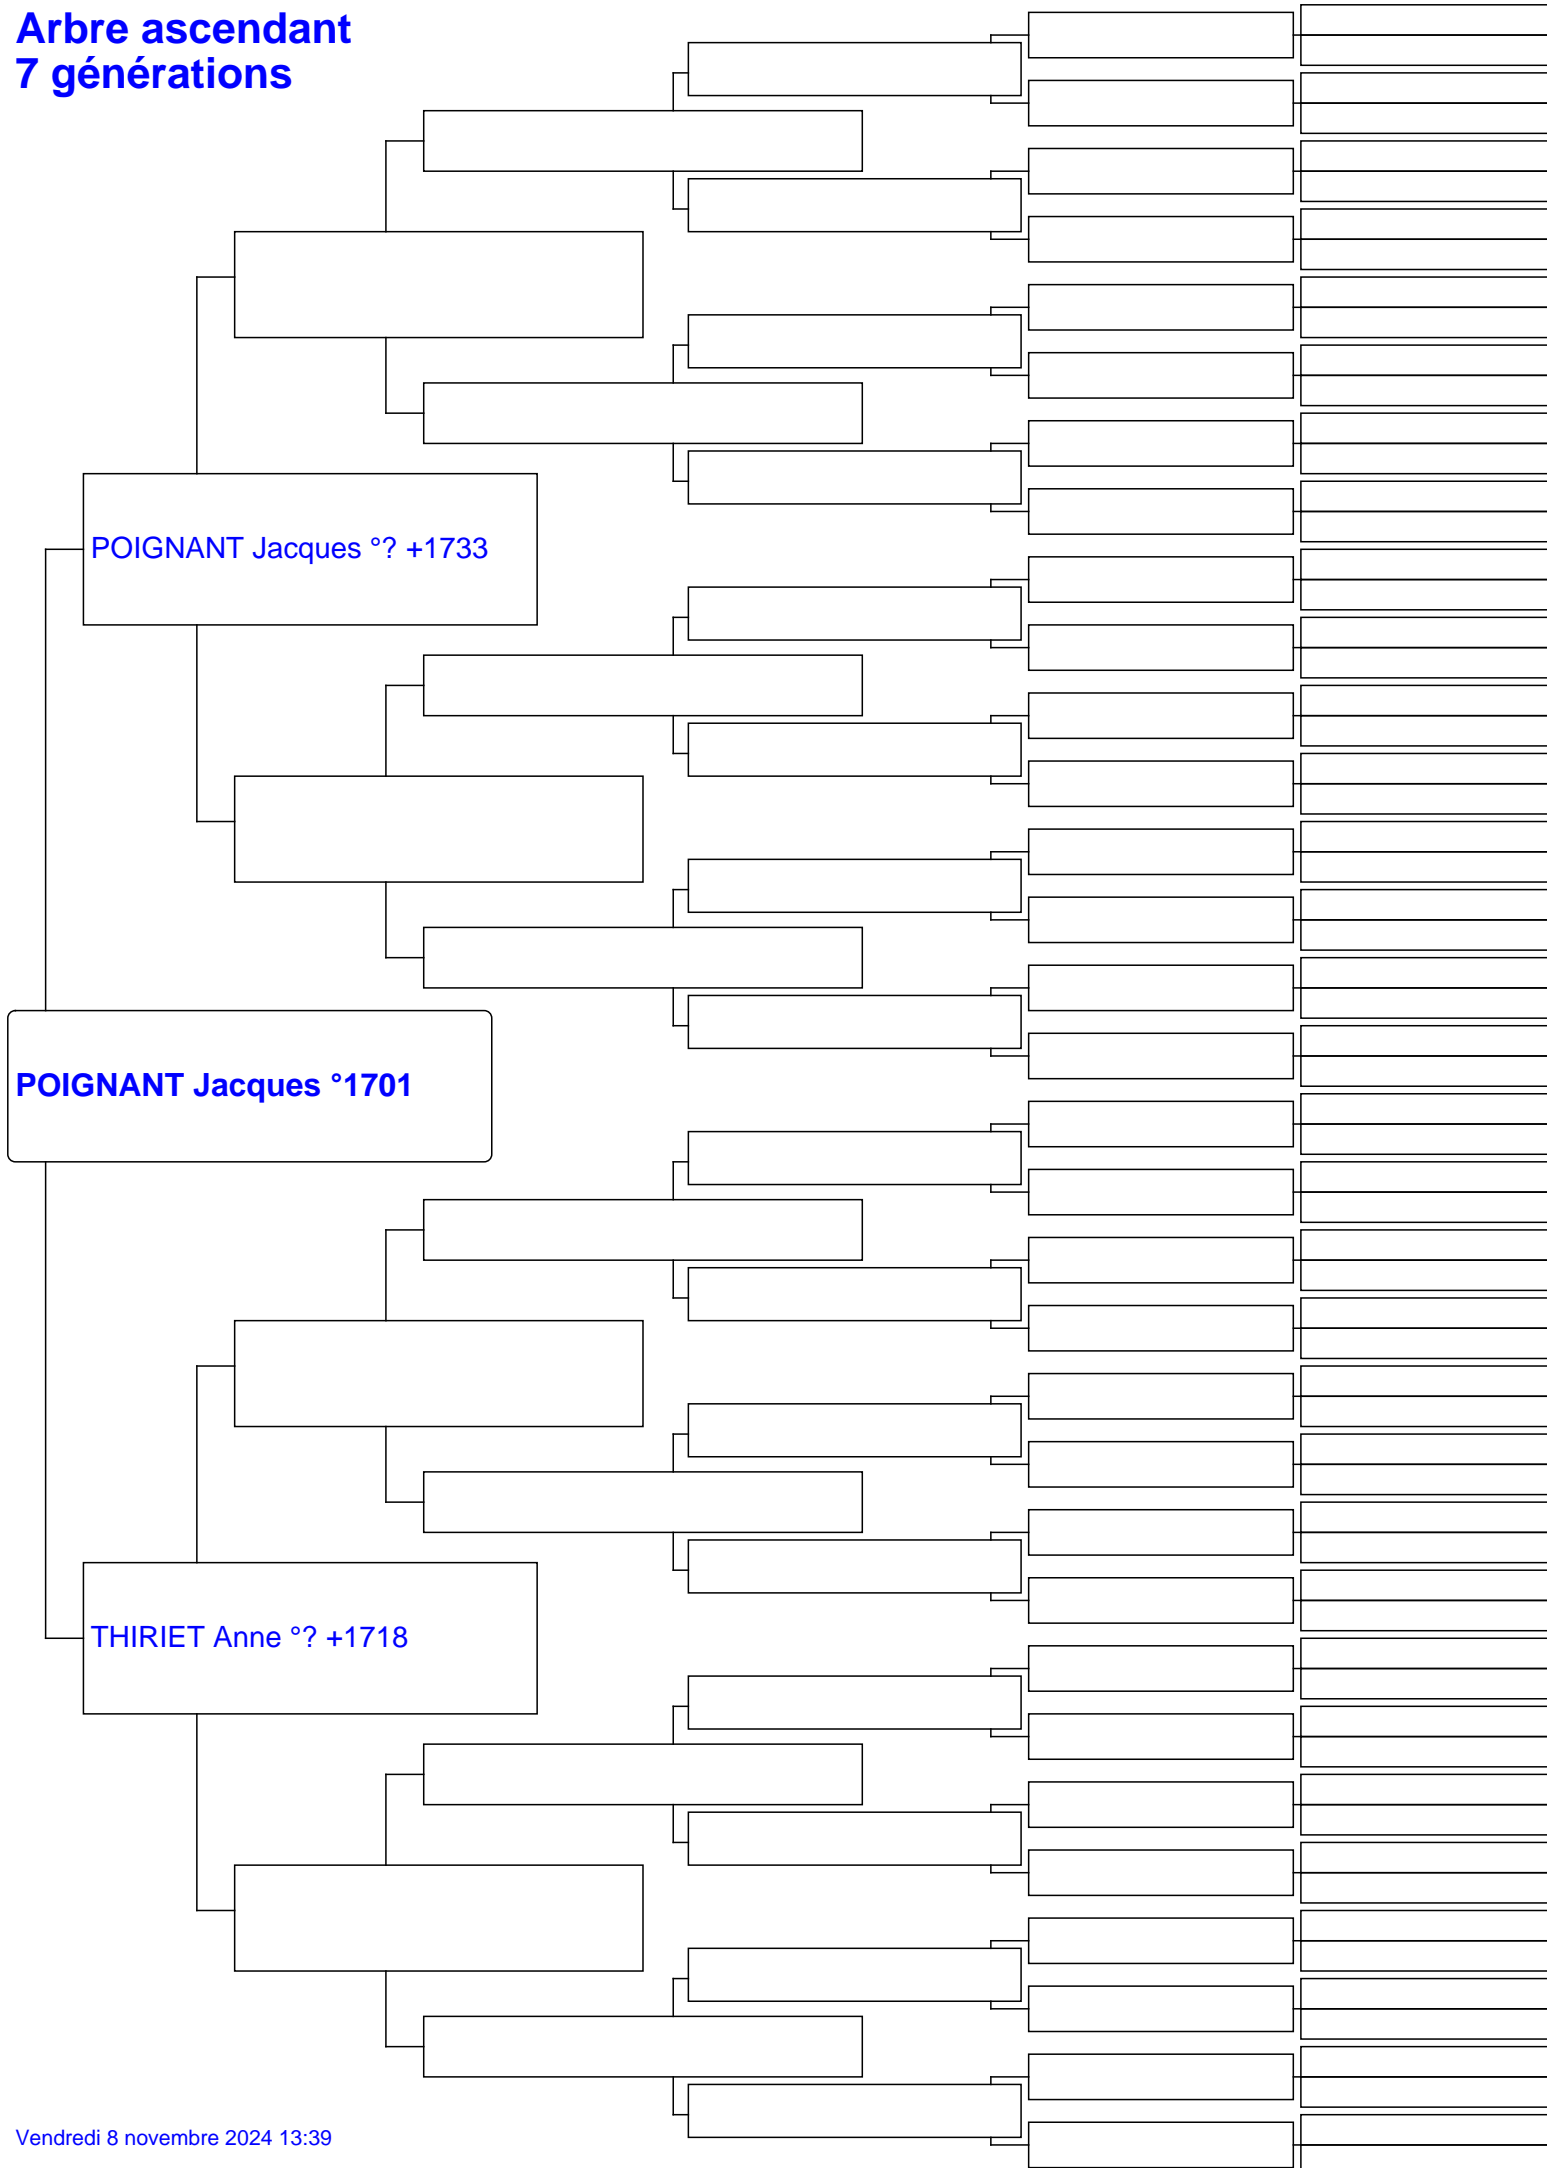 Arbre ascendant
7 générations
POIGNANT Jacques °? +1733
POIGNANT Jacques °1701
THIRIET Anne °? +1718
Vendredi 8 novembre 2024 13:39